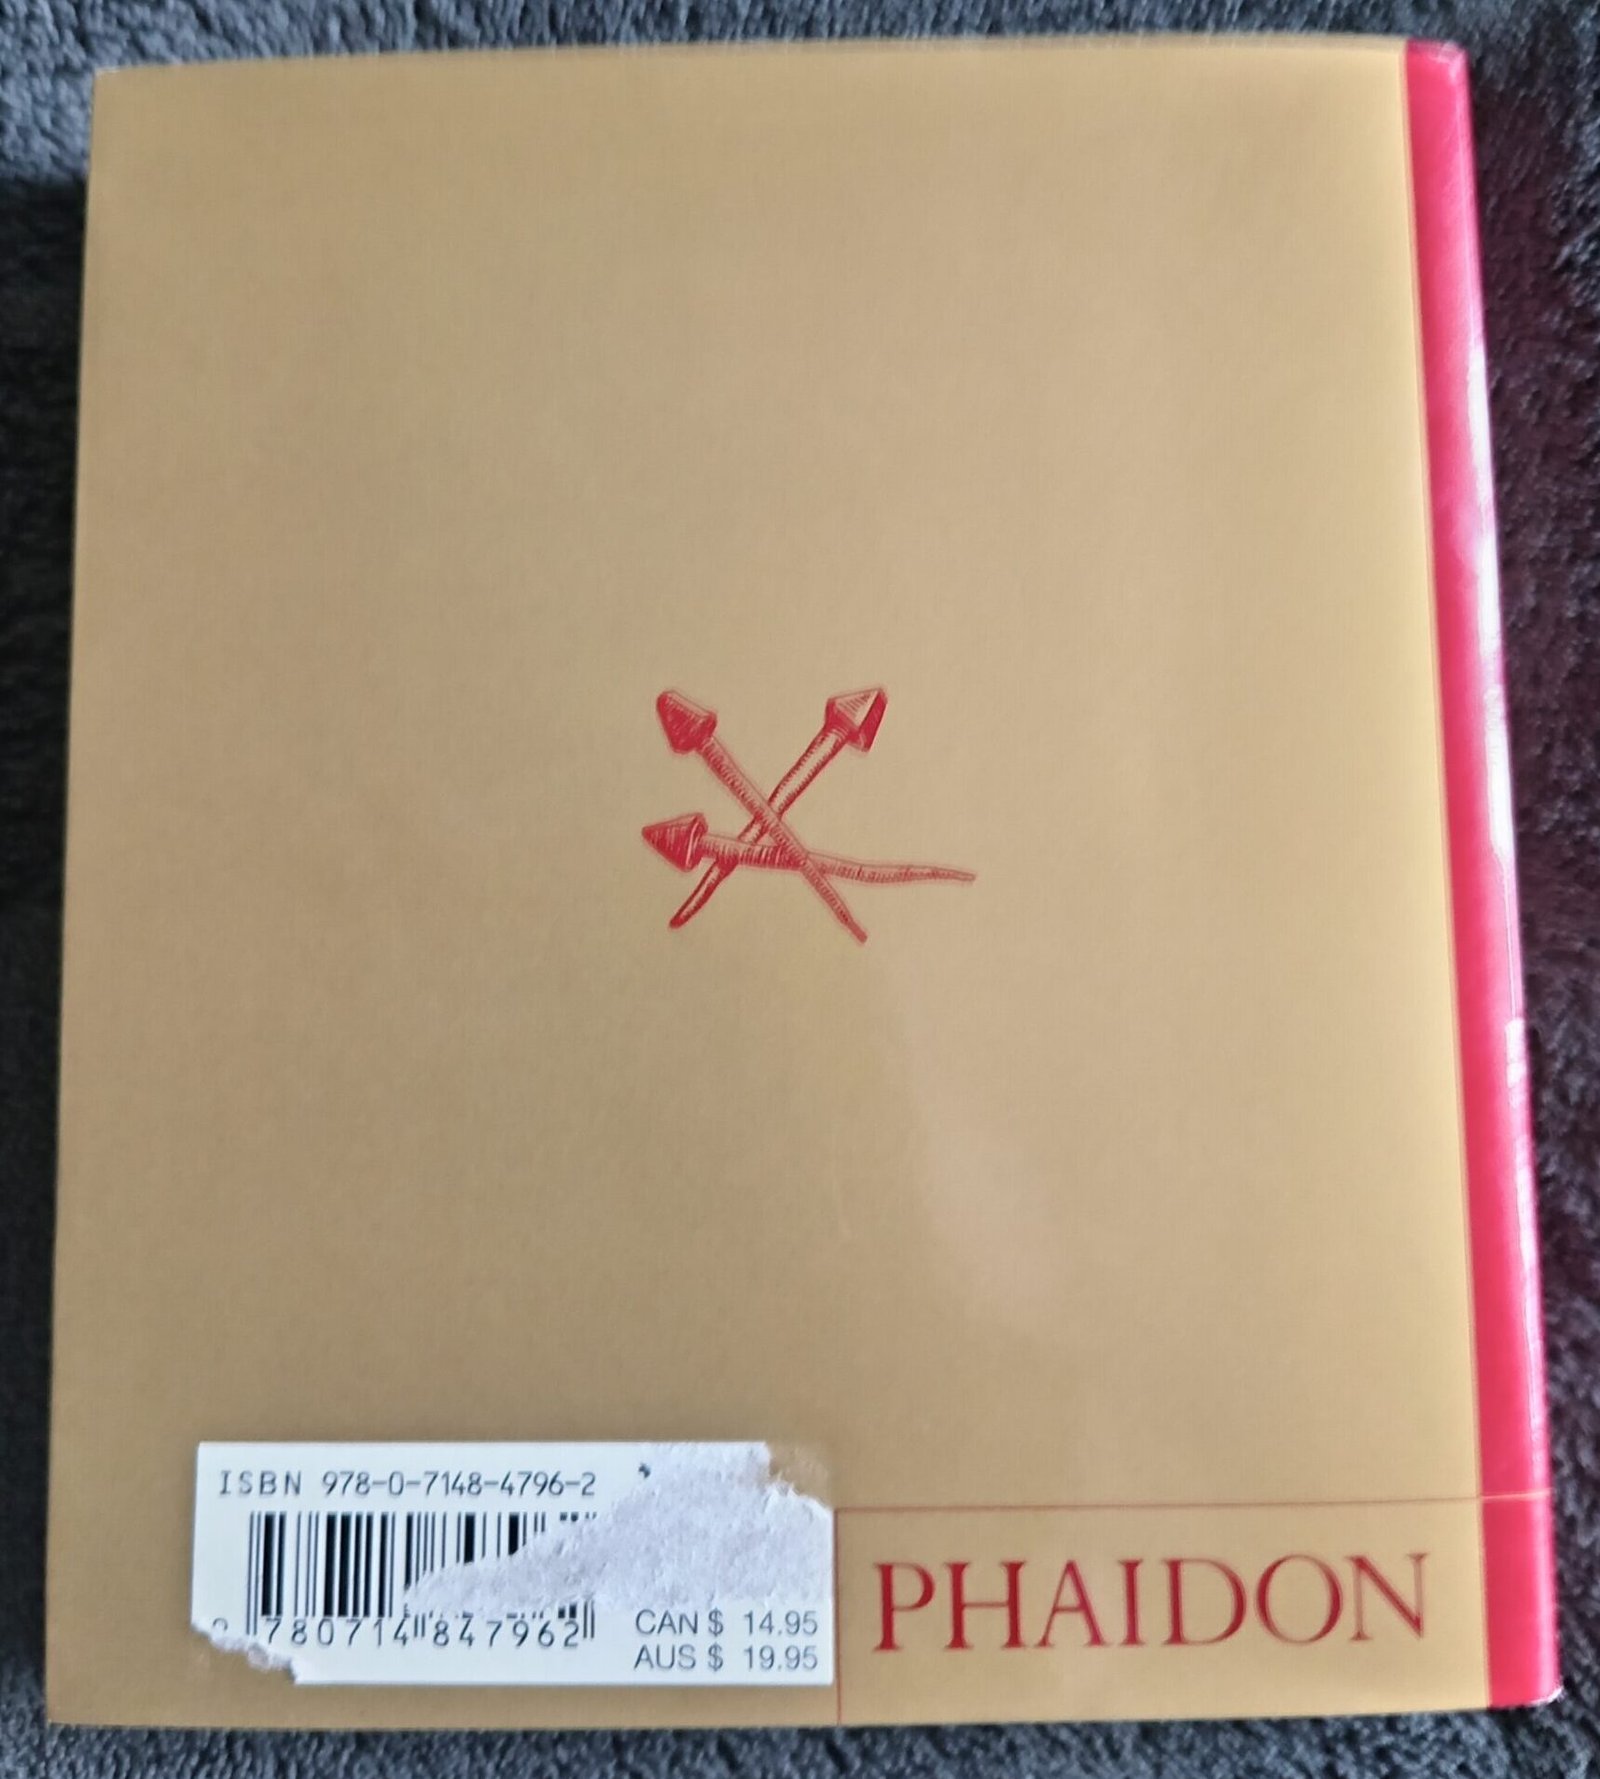 ISBN 978-0-7148-4796-2
780714 847962
CAN $ 14.95
AUS $ 19.95
PHAIDON